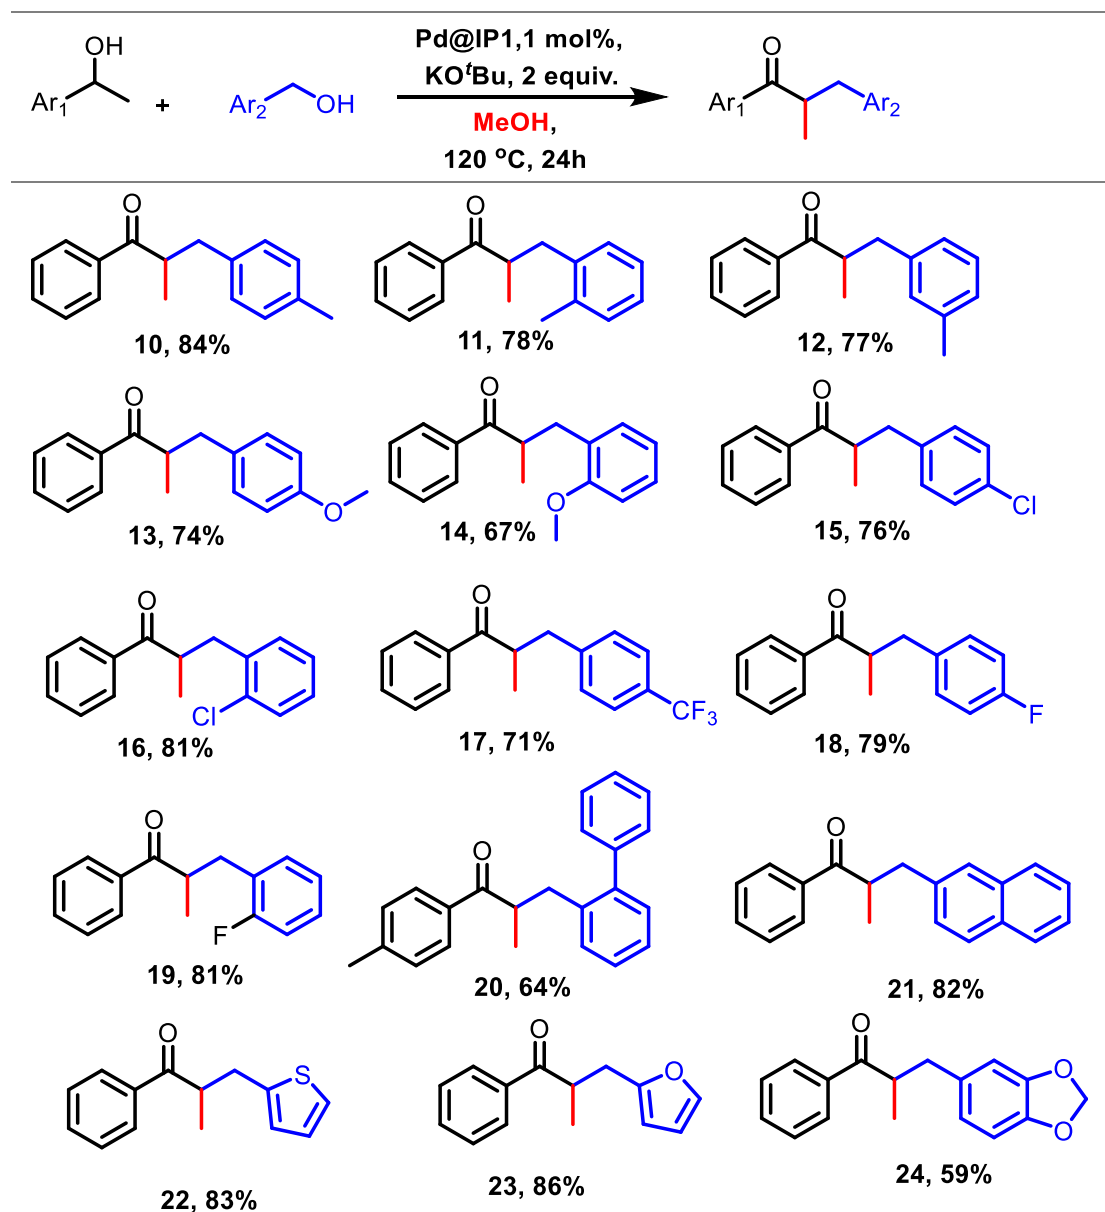 OH
Ar1
+
Ar2
OH
Pd@IP1,1 mol%,
KOtBu, 2 equiv.
MeOH,
120 oC, 24h
O
Ar1
Ar2
O
10, 84%
O
11, 78%
O
12, 77%
O
O
13, 74%
O
O
14, 67%
O
Cl
15, 76%
O
Cl
16, 81%
O
CF3
17, 71%
O
F
18, 79%
O
F
19, 81%
O
20, 64%
O
21, 82%
O
S
22, 83%
O
O
23, 86%
O
O
O
24, 59%